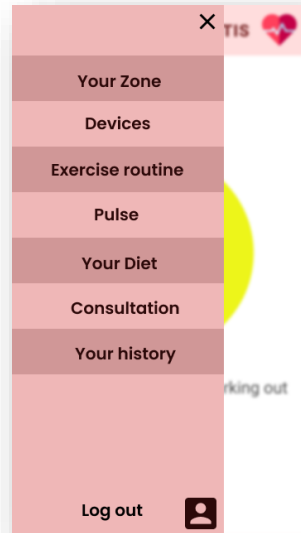 TIS
Your Zone
Devices
Exercise routine
Pulse
Your Diet
Consultation
rking out
Your history
Log out